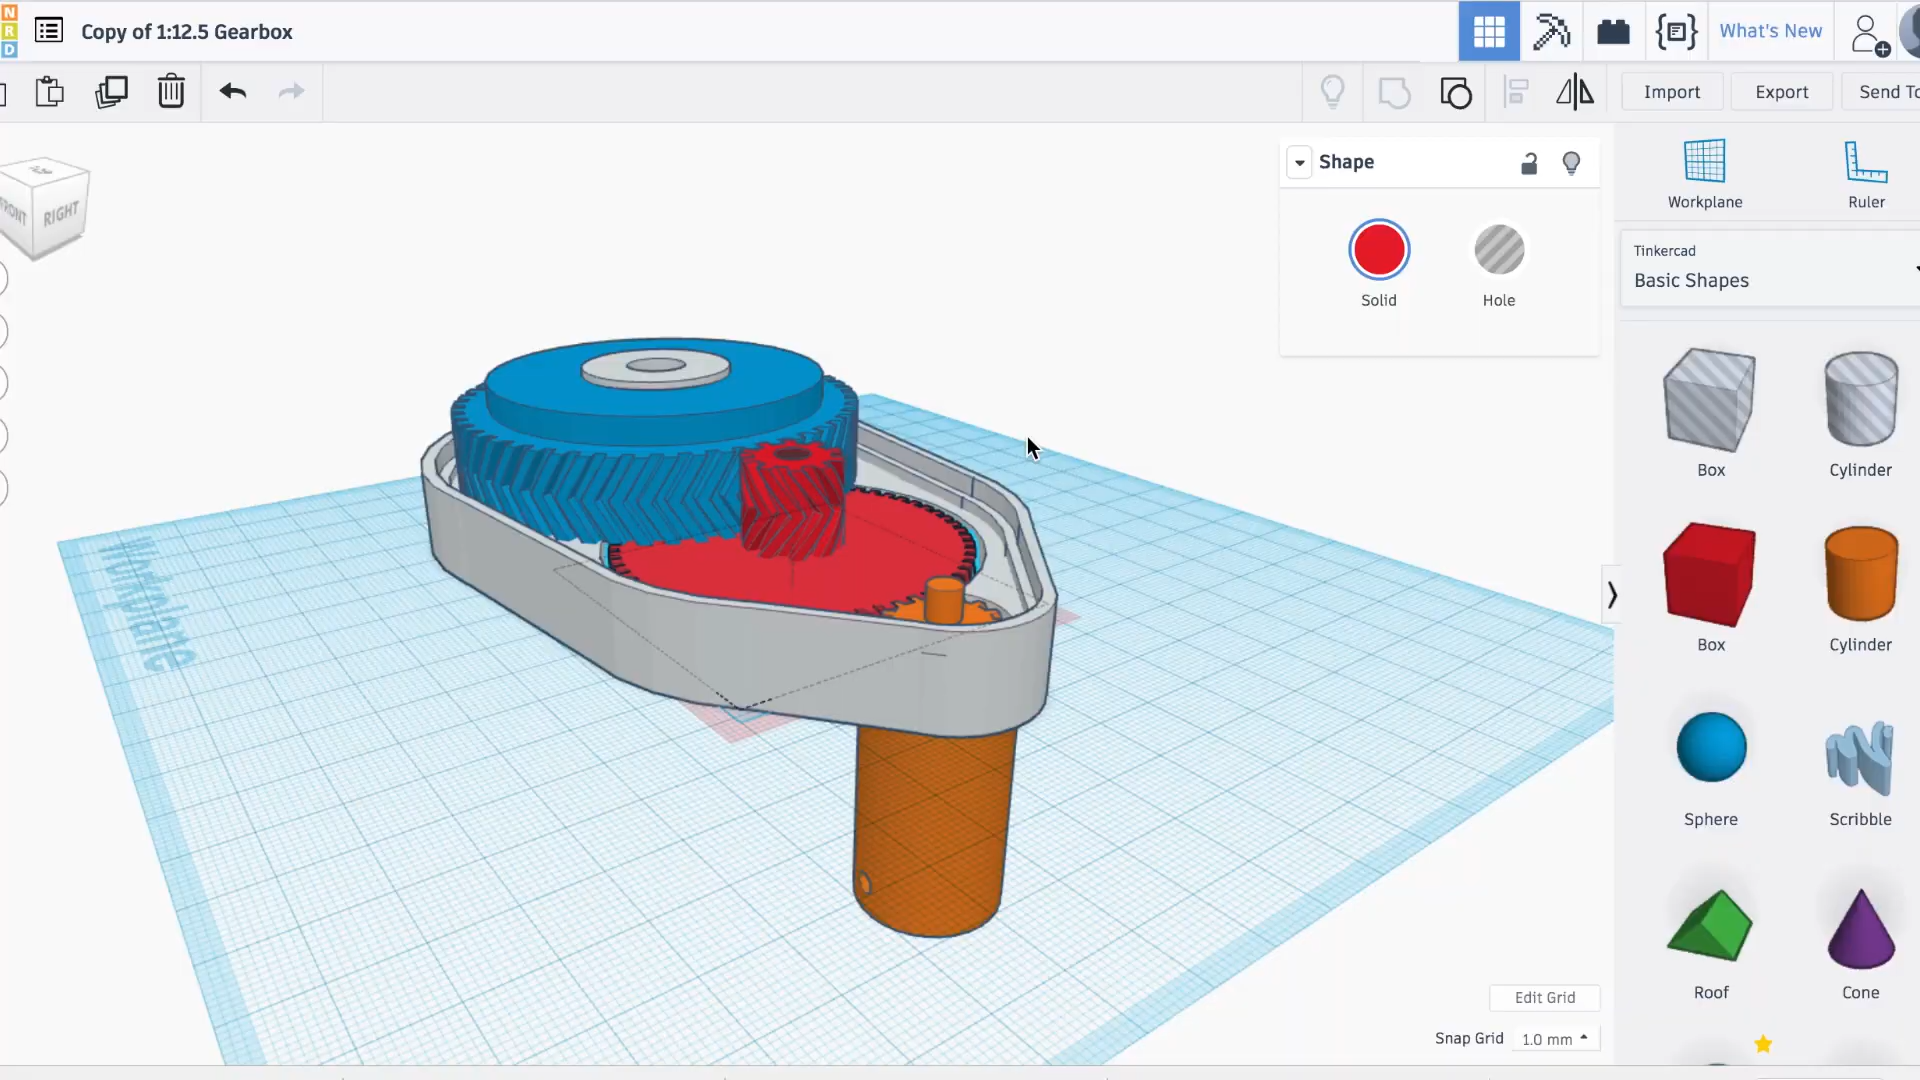 N
R
D
Copy of 1:12.5 Gearbox
What's New
Import
Export
Send To
FRONT
RIGHT
Shape
Solid
Hole
Workplane
Ruler
Tinkercad
Basic Shapes
Box
Cylinder
Box
Cylinder
Sphere
Scribble
Roof
Cone
Workplane
Edit Grid
Snap Grid
1.0 mm